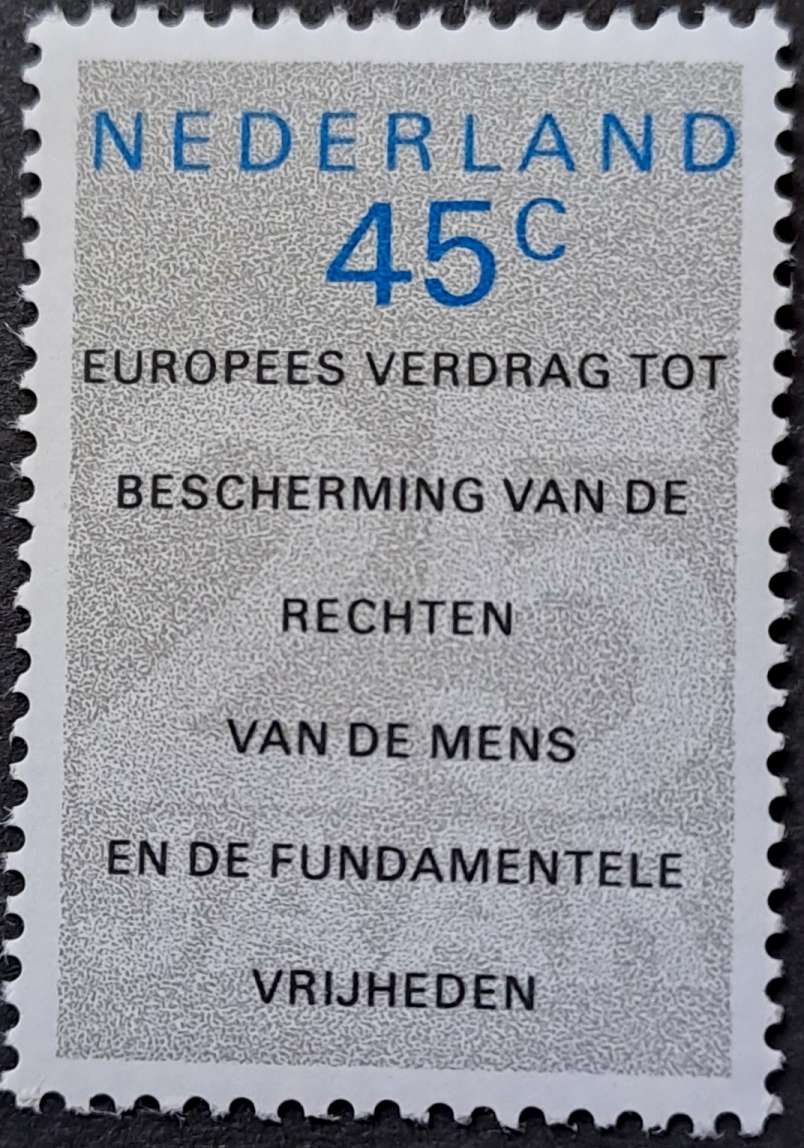 NEDERLAND
45C
EUROPEES VERDRAG TOT
BESCHERMING VAN DE
RECHTEN
VAN DE MENS
EN DE FUNDAMENTELE
VRIJHEDEN